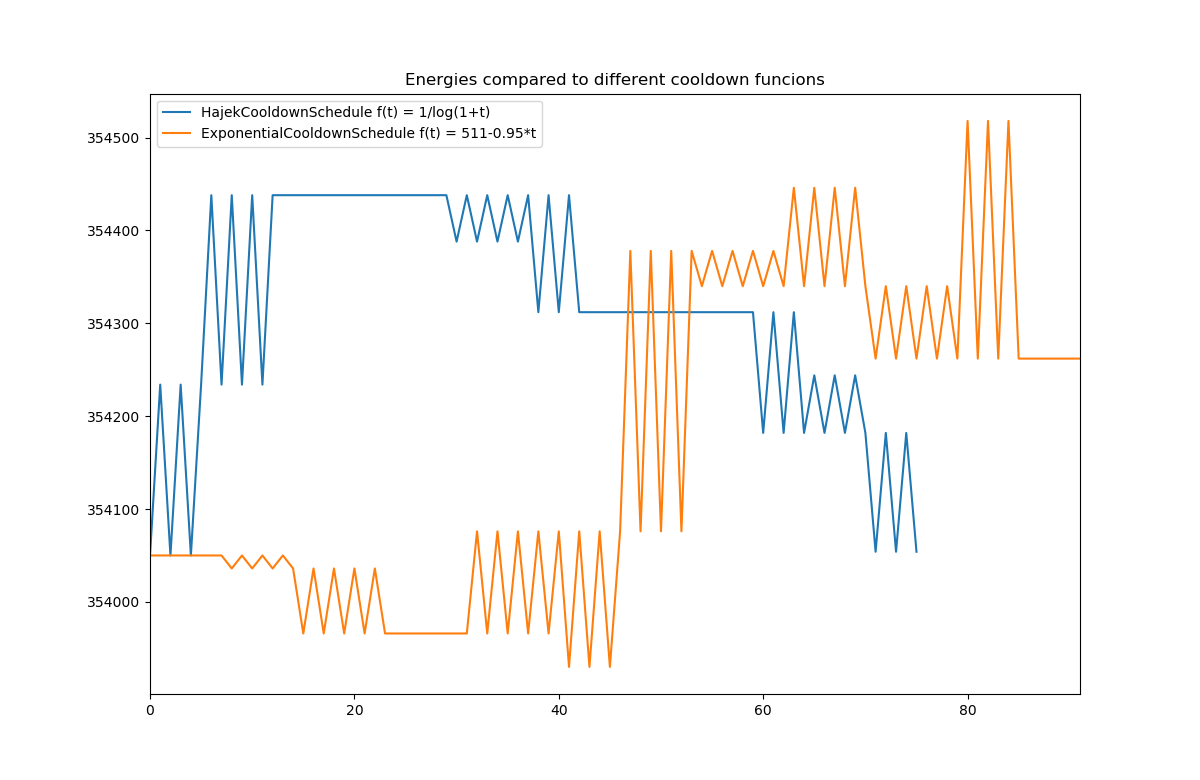 Energies compared to different cooldown funcions
HajekCooldownSchedule f(t) = 1/log(1+t)
ExponentialCooldownSchedule f(t) = 511-0.95*t
354500
354400
354300
354200
354100
354000
0 20 40 60 80